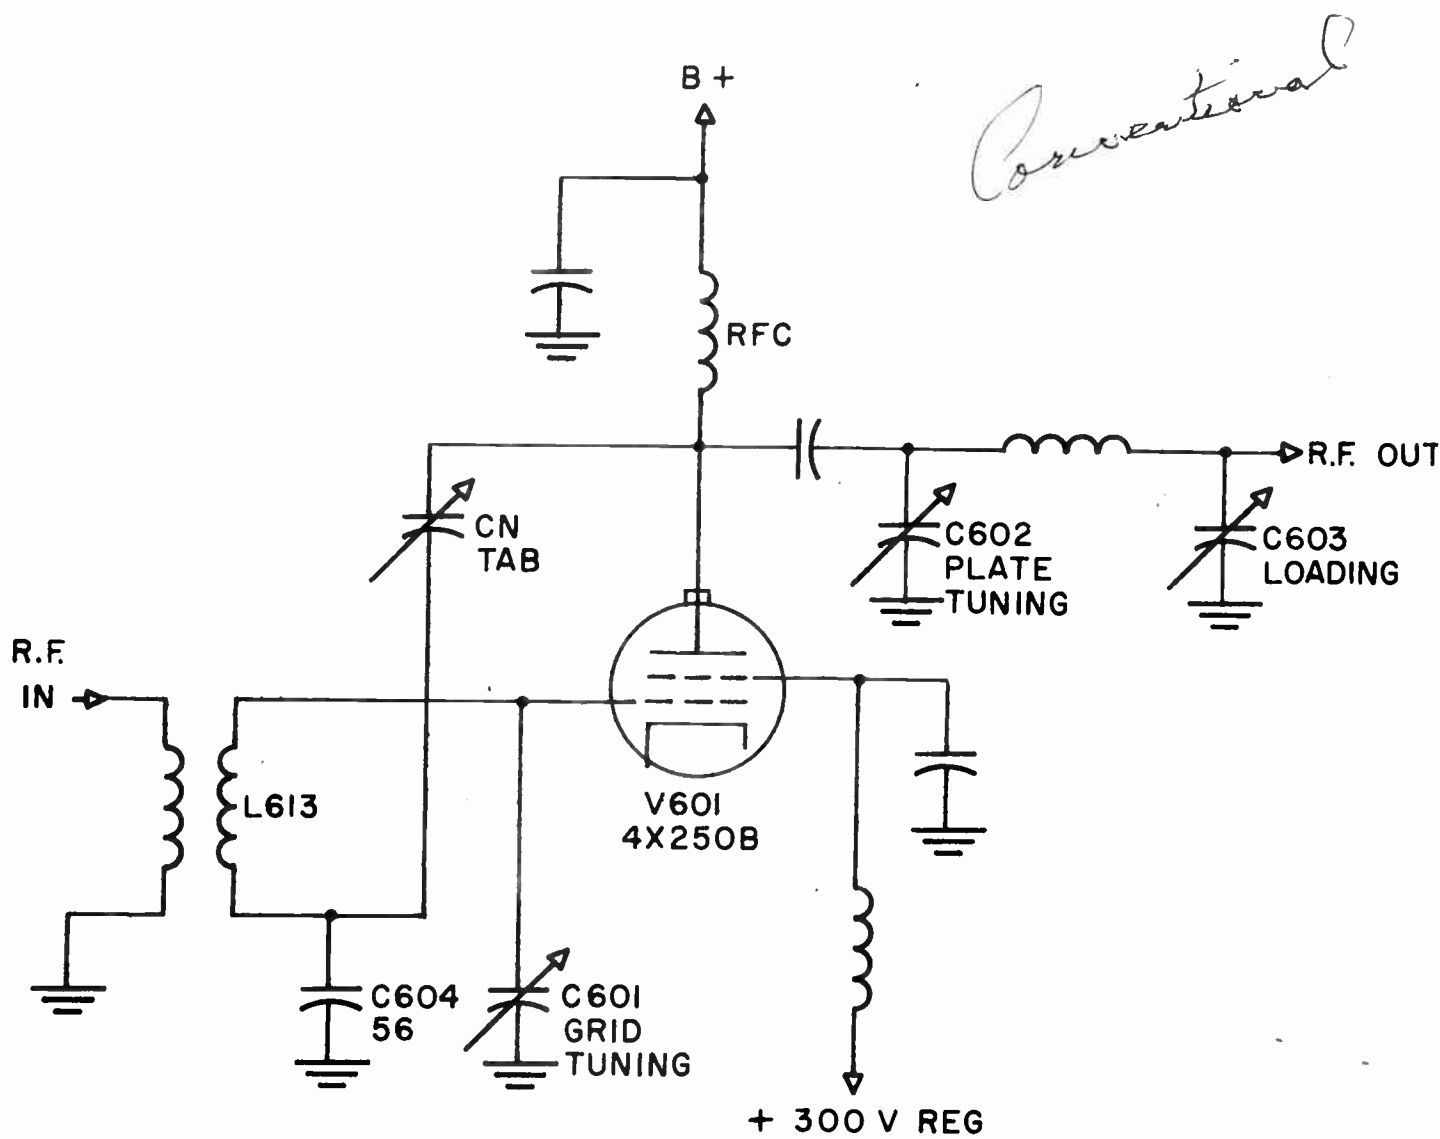 Conventional
B +
RFC
R.F. OUT
CN
TAB
C602
PLATE
TUNING
C603
LOADING
R.F.
IN
L613
V601
4X250B
C604
56
C601
GRID
TUNING
+ 300 V REG